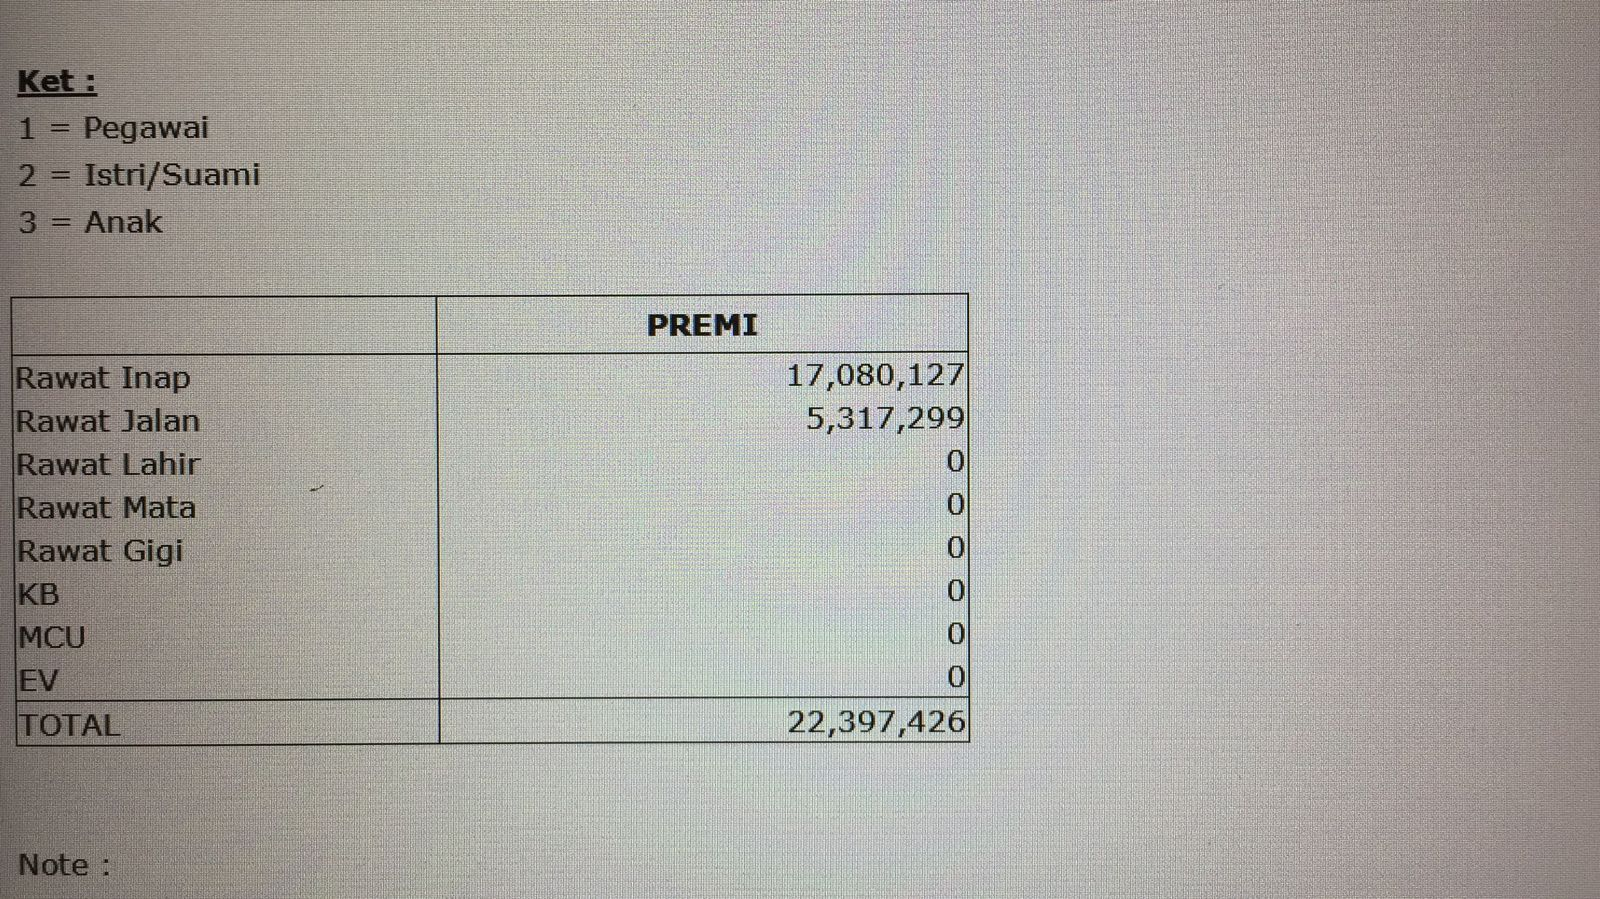 Ket :
1 = Pegawai
2 = Istri/Suami
3 = Anak
PREMI
Rawat Inap 17,080,127
Rawat Jalan 5,317,299
Rawat Lahir 0
Rawat Mata 0
Rawat Gigi 0
KB 0
MCU 0
EV 0
TOTAL 22,397,426
Note :